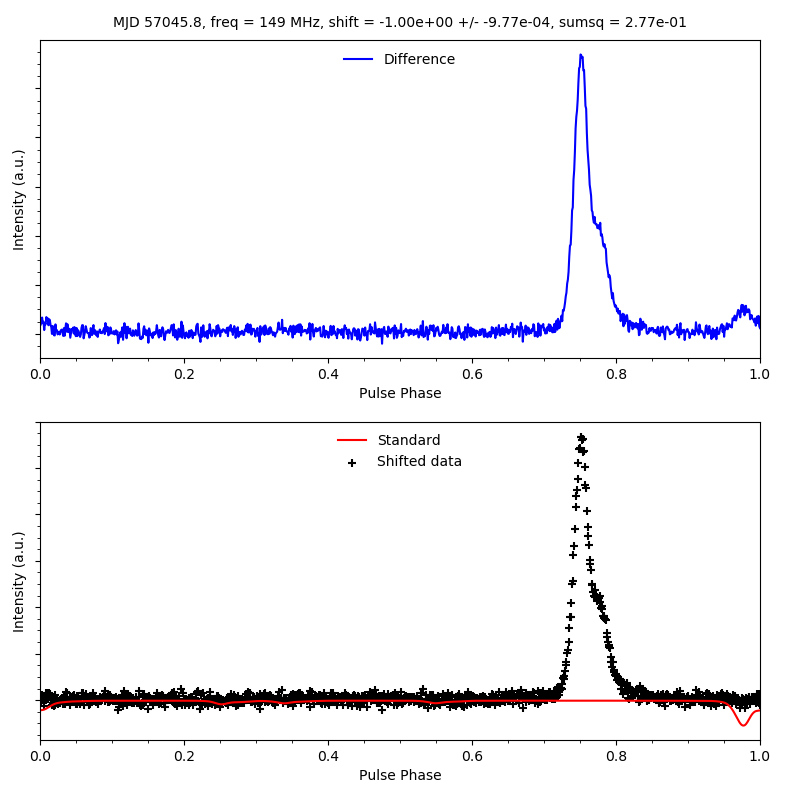 MJD 57045.8, freq = 149 MHz, shift = -1.00e+00 +/- -9.77e-04, sumsq = 2.77e-01
Difference
Intensity (a.u.)
0.0 0.2 0.4 0.6 0.8 1.0
Pulse Phase
Standard
Shifted data
Intensity (a.u.)
0.0 0.2 0.4 0.6 0.8 1.0
Pulse Phase